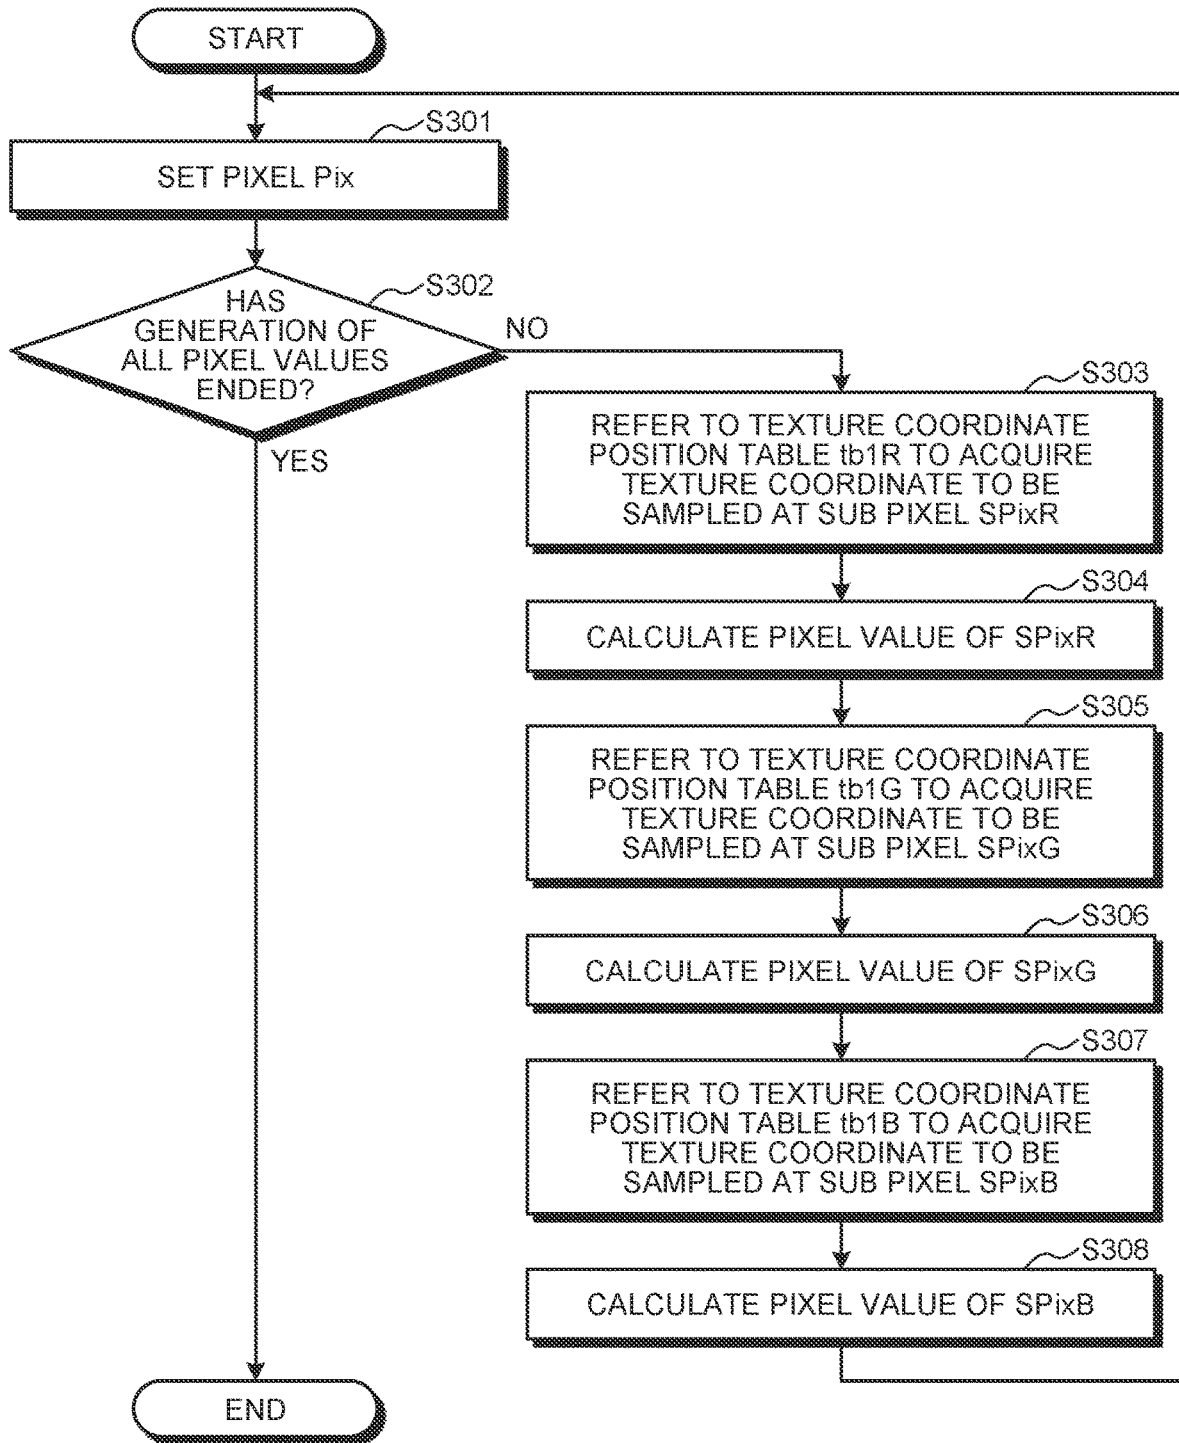 START
S301
SET PIXEL Pix
S302
HAS
GENERATION OF
ALL PIXEL VALUES
ENDED?
NO
YES
S303
REFER TO TEXTURE COORDINATE
POSITION TABLE tb1R TO ACQUIRE
TEXTURE COORDINATE TO BE
SAMPLED AT SUB PIXEL SPixR
S304
CALCULATE PIXEL VALUE OF SPixR
S305
REFER TO TEXTURE COORDINATE
POSITION TABLE tb1G TO ACQUIRE
TEXTURE COORDINATE TO BE
SAMPLED AT SUB PIXEL SPixG
S306
CALCULATE PIXEL VALUE OF SPixG
S307
REFER TO TEXTURE COORDINATE
POSITION TABLE tb1B TO ACQUIRE
TEXTURE COORDINATE TO BE
SAMPLED AT SUB PIXEL SPixB
S308
CALCULATE PIXEL VALUE OF SPixB
END